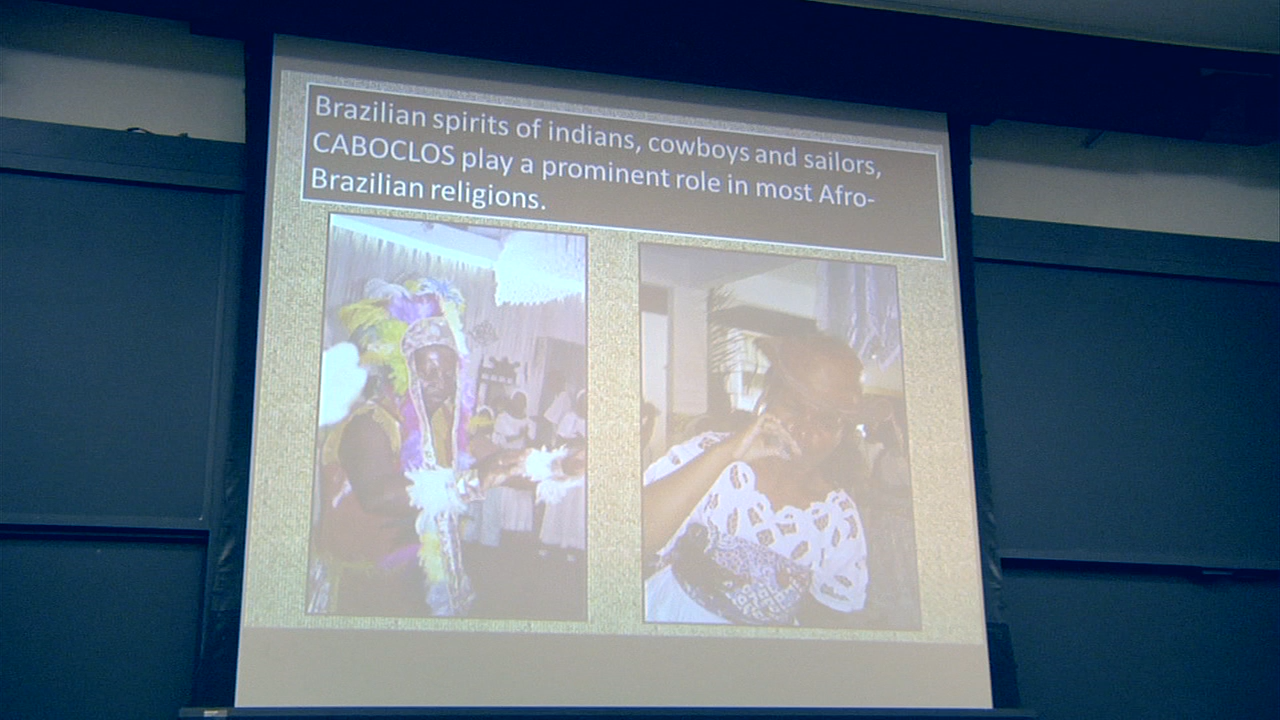 Brazilian spirits of indians, cowboys and sailors,
CABOCLOS play a prominent role in most Afro-
Brazilian religions.